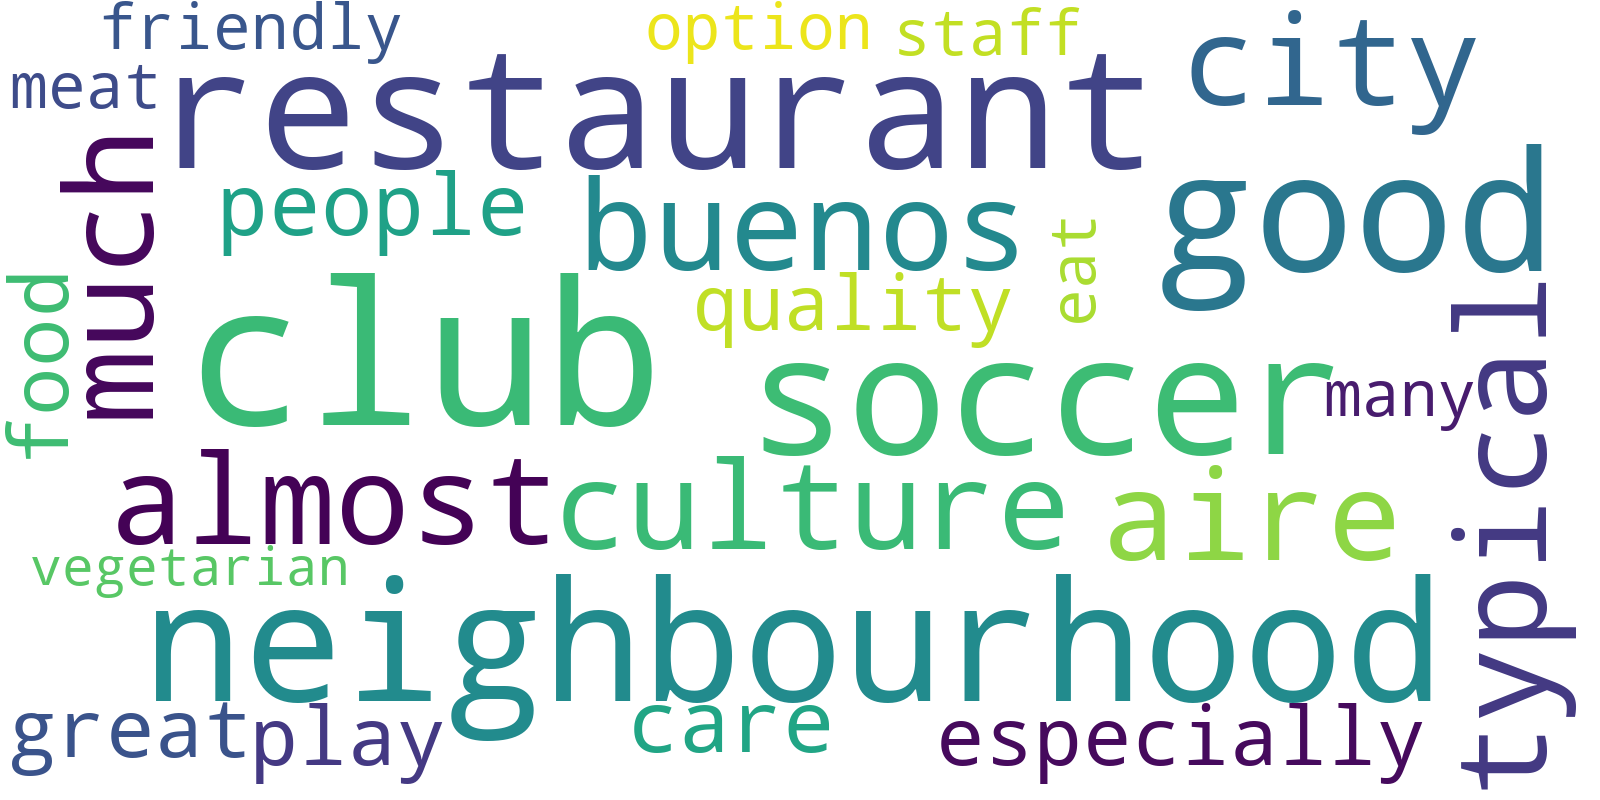 friendly
option
staff
city
meat
restaurant
much
good
people
buenos
eat
food
club
quality
typical
soccer
many
almost
culture
aire
vegetarian
neighbourhood
great
play
care
especially